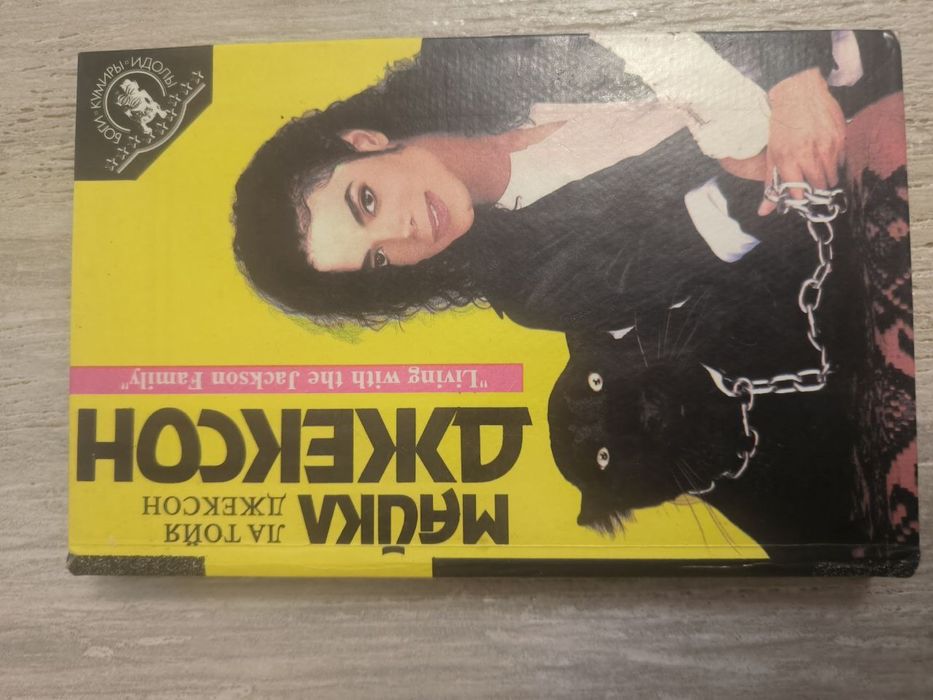 БОГИ • КУМИРЫ • ИДОЛЫ
ЛА ТОЙЯ
ДЖЕКСОН
МАЙКЛ
ДЖЕКСОН
"Living with the Jackson Family"